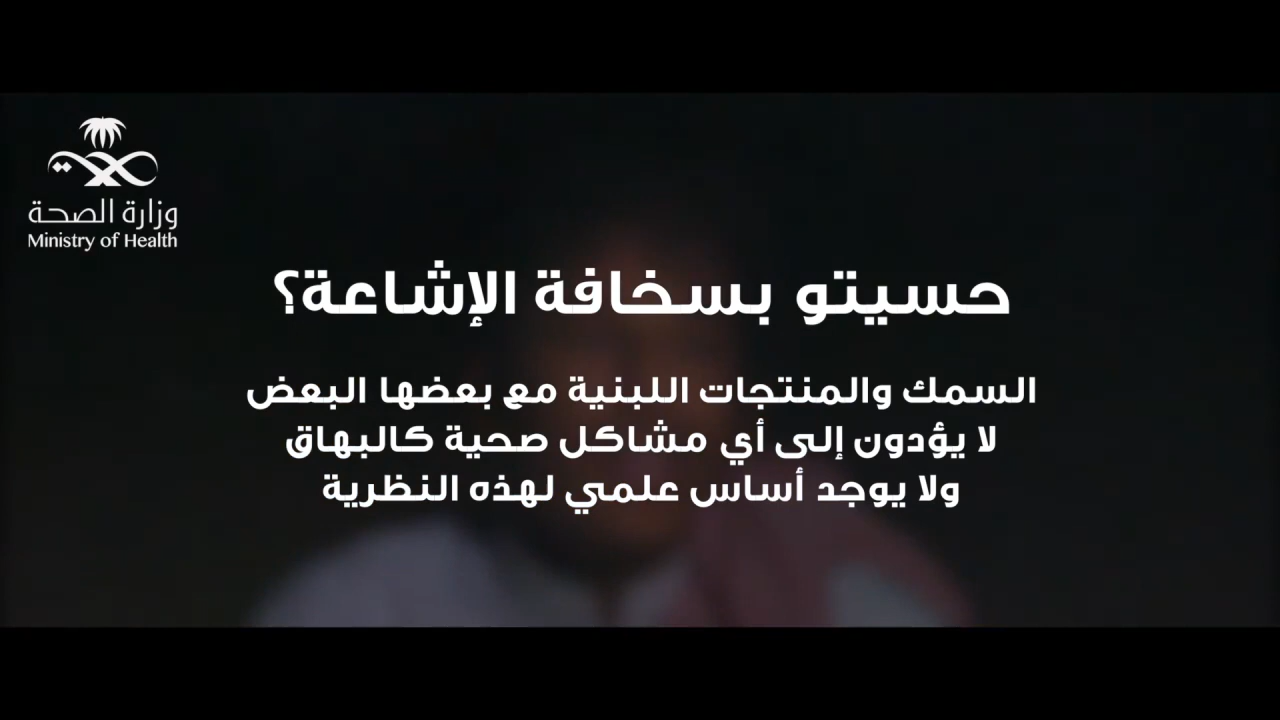 وزارة الصحة
Ministry of Health
حسيتو بسخافة الإشاعة؟
السمك والمنتجات اللبنية مع بعضها البعض
لا يؤدون إلى أي مشاكل صحية كالبهاق
ولا يوجد أساس علمي لهذه النظرية